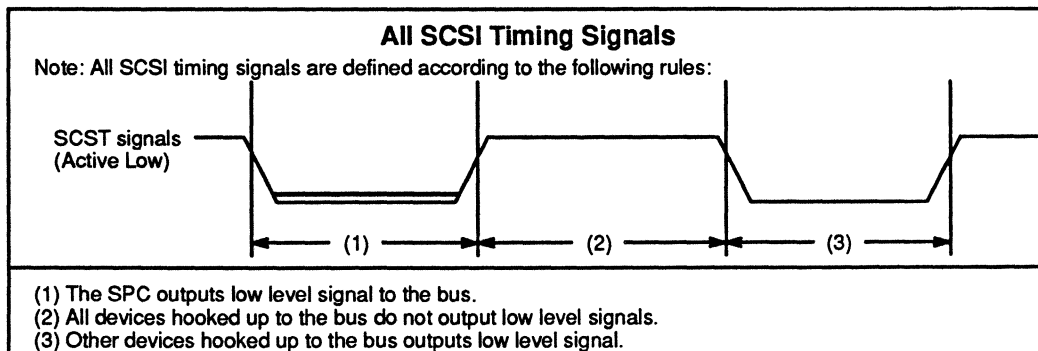 All SCSI Timing Signals
Note: All SCSI timing signals are defined according to the following rules:
SCST signals
(Active Low)
(1)
(2)
(3)
(1) The SPC outputs low level signal to the bus.
(2) All devices hooked up to the bus do not output low level signals.
(3) Other devices hooked up to the bus outputs low level signal.